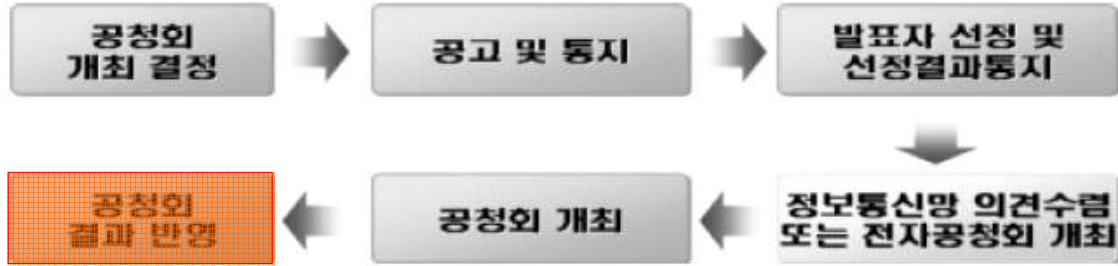 공청회
개최 결정
공고 및 통지
발표자 선정 및
선정결과통지
정보통신망 의견수렴
또는 전자공청회 개최
공청회 개최
공청회
결과 반영